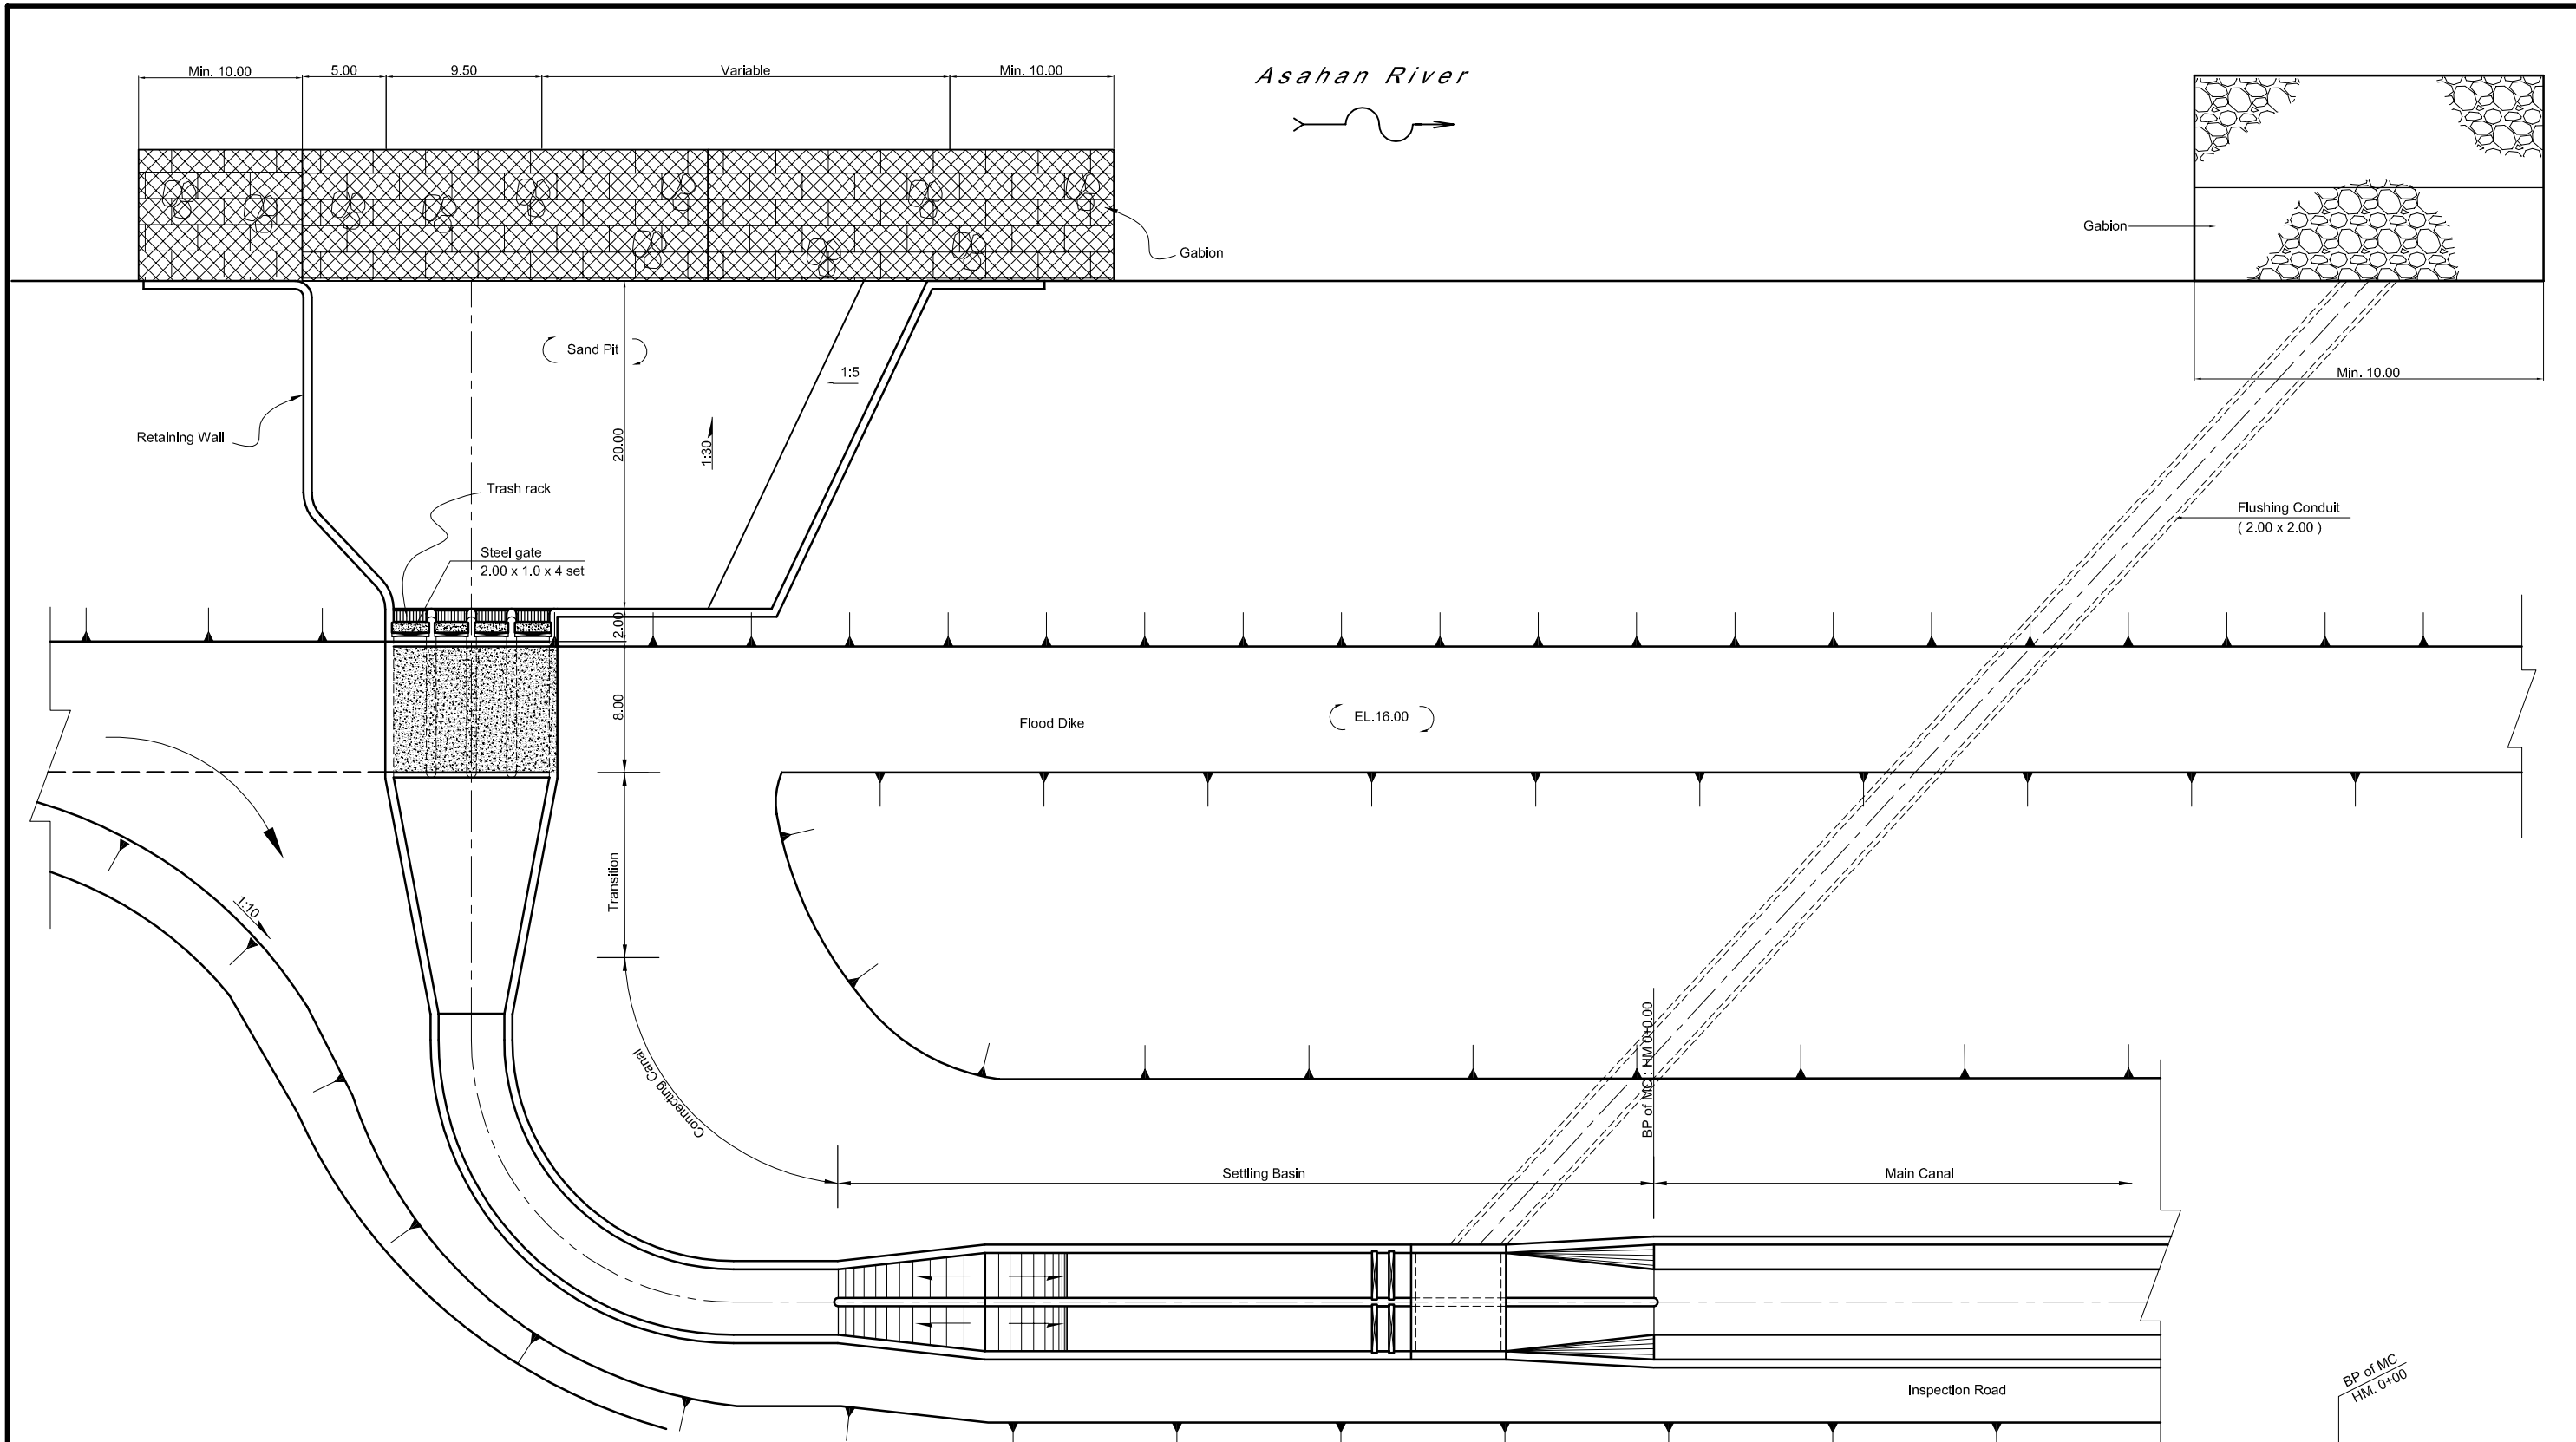 Min. 10.00
5.00
9.50
Variable
Min. 10.00
Asahan River
Gabion
Gabion
Sand Pit
Min. 10.00
1:5
Retaining Wall
20.00
1:30
Trash rack
Flushing Conduit
( 2.00 x 2.00 )
Steel gate
2.00 x 1.0 x 4 set
2.00
8.00
Flood Dike
EL.16.00
Transition
1:10
Connecting Canal
BP of MC : HM 0+0.00
Settling Basin
Main Canal
Inspection Road
BP of MC
HM. 0+00